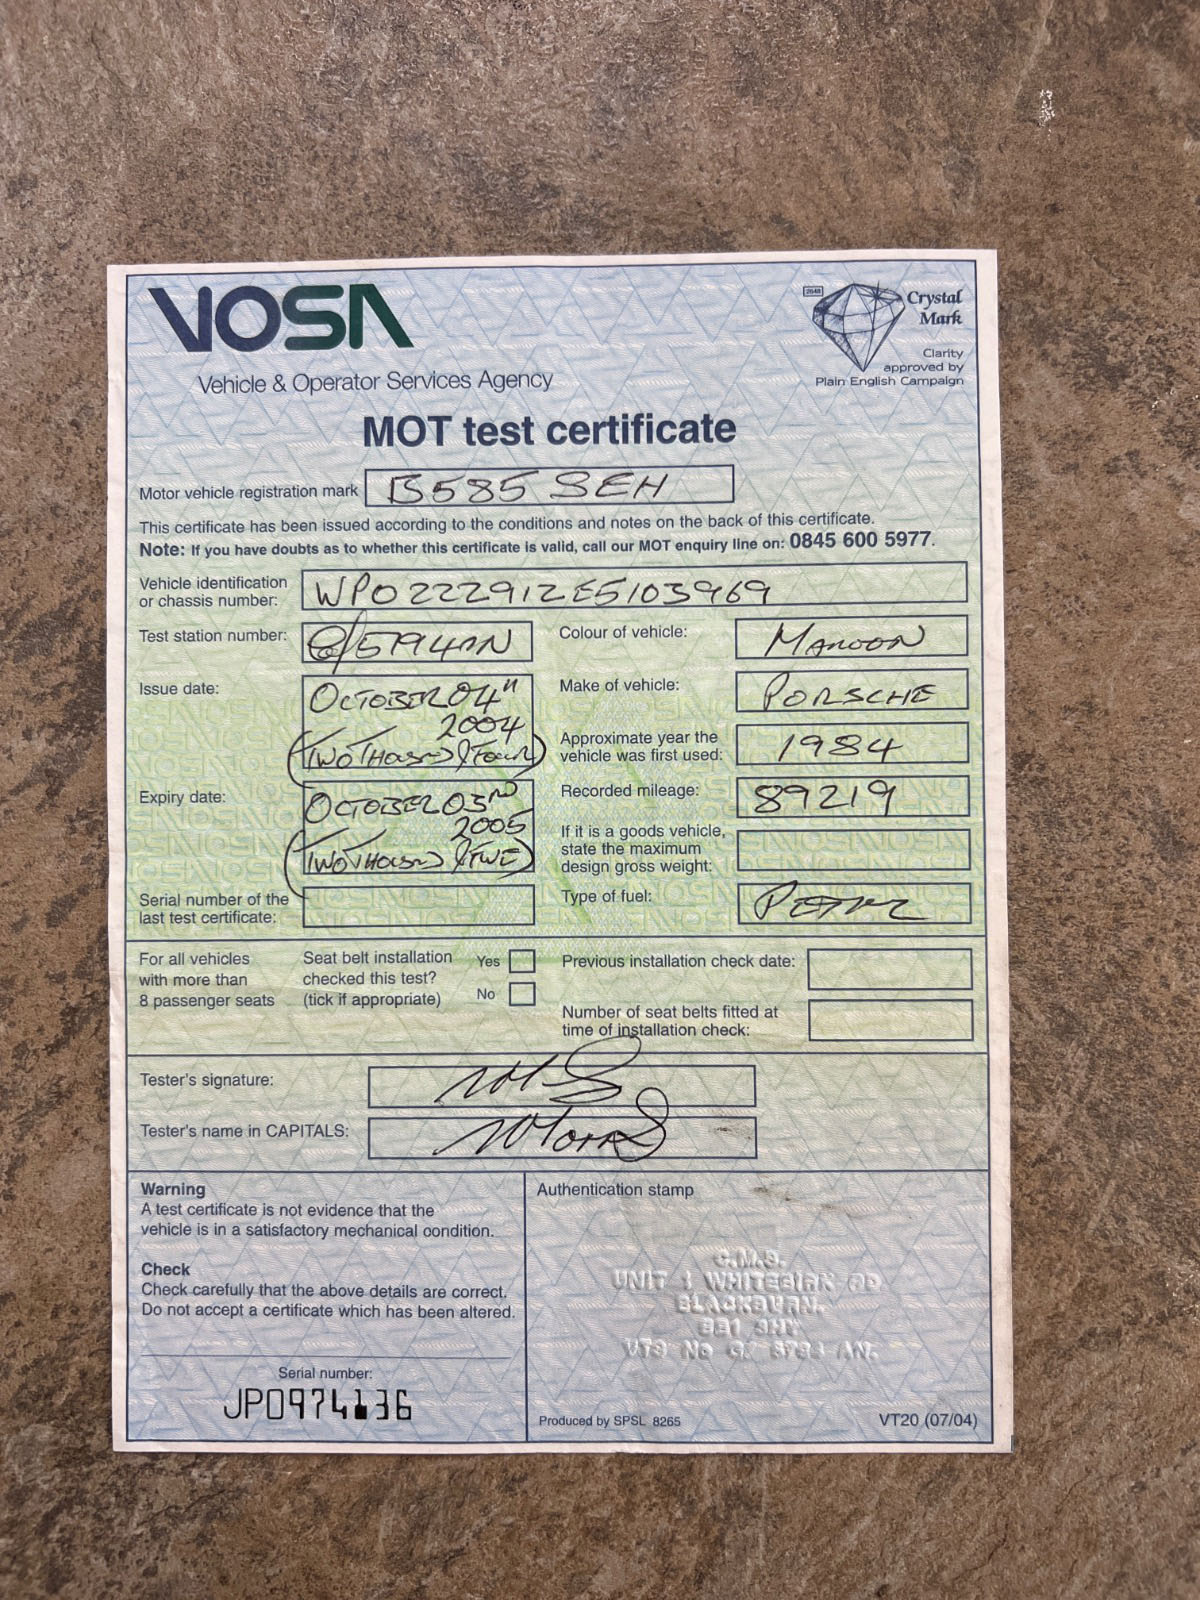 VOSA
Vehicle & Operator Services Agency
Crystal
Mark
Clarity
approved by
Plain English Campaign
MOT test certificate
Motor vehicle registration mark B585 SEH
This certificate has been issued according to the conditions and notes on the back of this certificate.
Note: If you have doubts as to whether this certificate is valid, call our MOT enquiry line on: 0845 600 5977.
Vehicle identification
or chassis number: WP0ZZZ91ZES103969
Test station number:
Colour of vehicle: MAROON
Issue date: OCTOBER 04TH
2004
(TWO THOUSAND & FOUR)
Make of vehicle: PORSCHE
Approximate year the
vehicle was first used: 1984
Expiry date: OCTOBER 03RD
2005
(TWO THOUSAND & FIVE)
Recorded mileage: 89219
If it is a goods vehicle,
state the maximum
design gross weight:
Serial number of the
last test certificate:
Type of fuel: PETROL
For all vehicles
with more than
8 passenger seats
Seat belt installation
checked this test?
(tick if appropriate)
Yes
No
Previous installation check date:
Number of seat belts fitted at
time of installation check:
Tester's signature:
Tester's name in CAPITALS:
Warning
A test certificate is not evidence that the
vehicle is in a satisfactory mechanical condition.
Check
Check carefully that the above details are correct.
Do not accept a certificate which has been altered.
Serial number:
JP0974136
Authentication stamp
C.M.S.
UNIT 1 WHITEBIRK RD
BLACKBURN.
BB1 3HY
VTS No
Produced by SPSL 8265
VT20 (07/04)